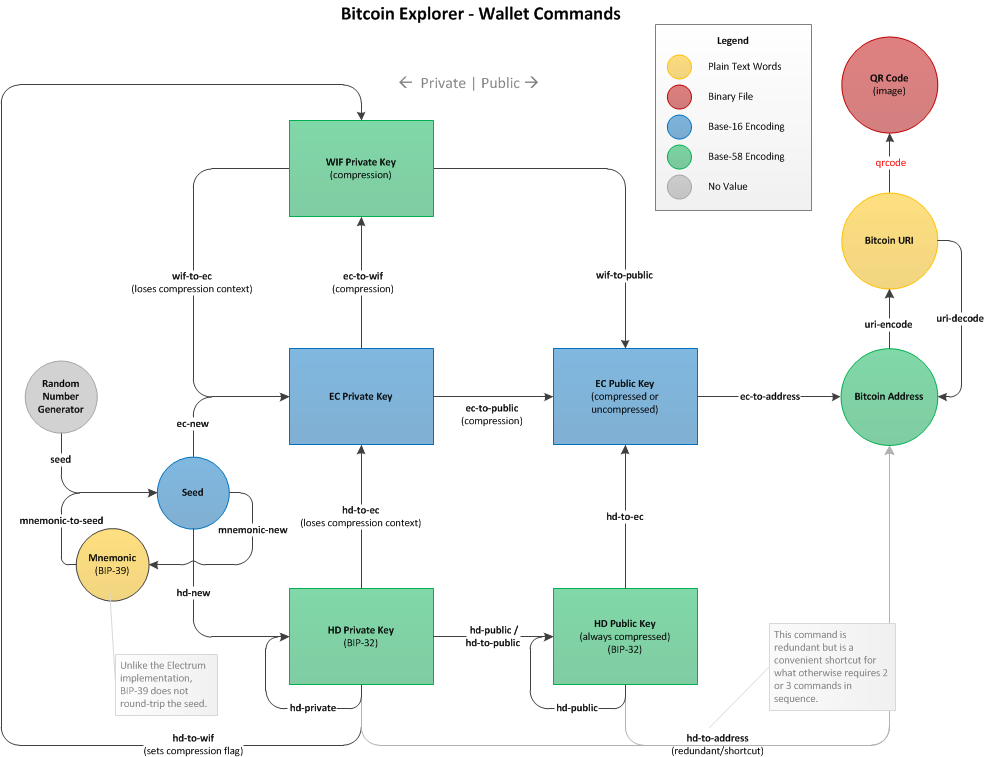 Bitcoin Explorer - Wallet Commands
← Private | Public →
Legend
Plain Text Words
Binary File
Base-16 Encoding
Base-58 Encoding
No Value
QR Code
(image)
qrcode
Bitcoin URI
uri-encode
uri-decode
Bitcoin Address
WIF Private Key
(compression)
wif-to-ec
(loses compression context)
ec-to-wif
(compression)
wif-to-public
Random
Number
Generator
EC Private Key
ec-to-public
(compression)
EC Public Key
(compressed or
uncompressed)
ec-to-address
ec-new
seed
Seed
mnemonic-to-seed
mnemonic-new
Mnemonic
(BIP-39)
hd-new
hd-to-ec
(loses compression context)
hd-to-ec
HD Private Key
(BIP-32)
hd-public /
hd-to-public
HD Public Key
(always compressed)
(BIP-32)
hd-private
hd-public
Unlike the Electrum
implementation,
BIP-39 does not
round-trip the seed.
This command is
redundant but is a
convenient shortcut for
what otherwise requires 2
or 3 commands in
sequence.
hd-to-wif
(sets compression flag)
hd-to-address
(redundant/shortcut)